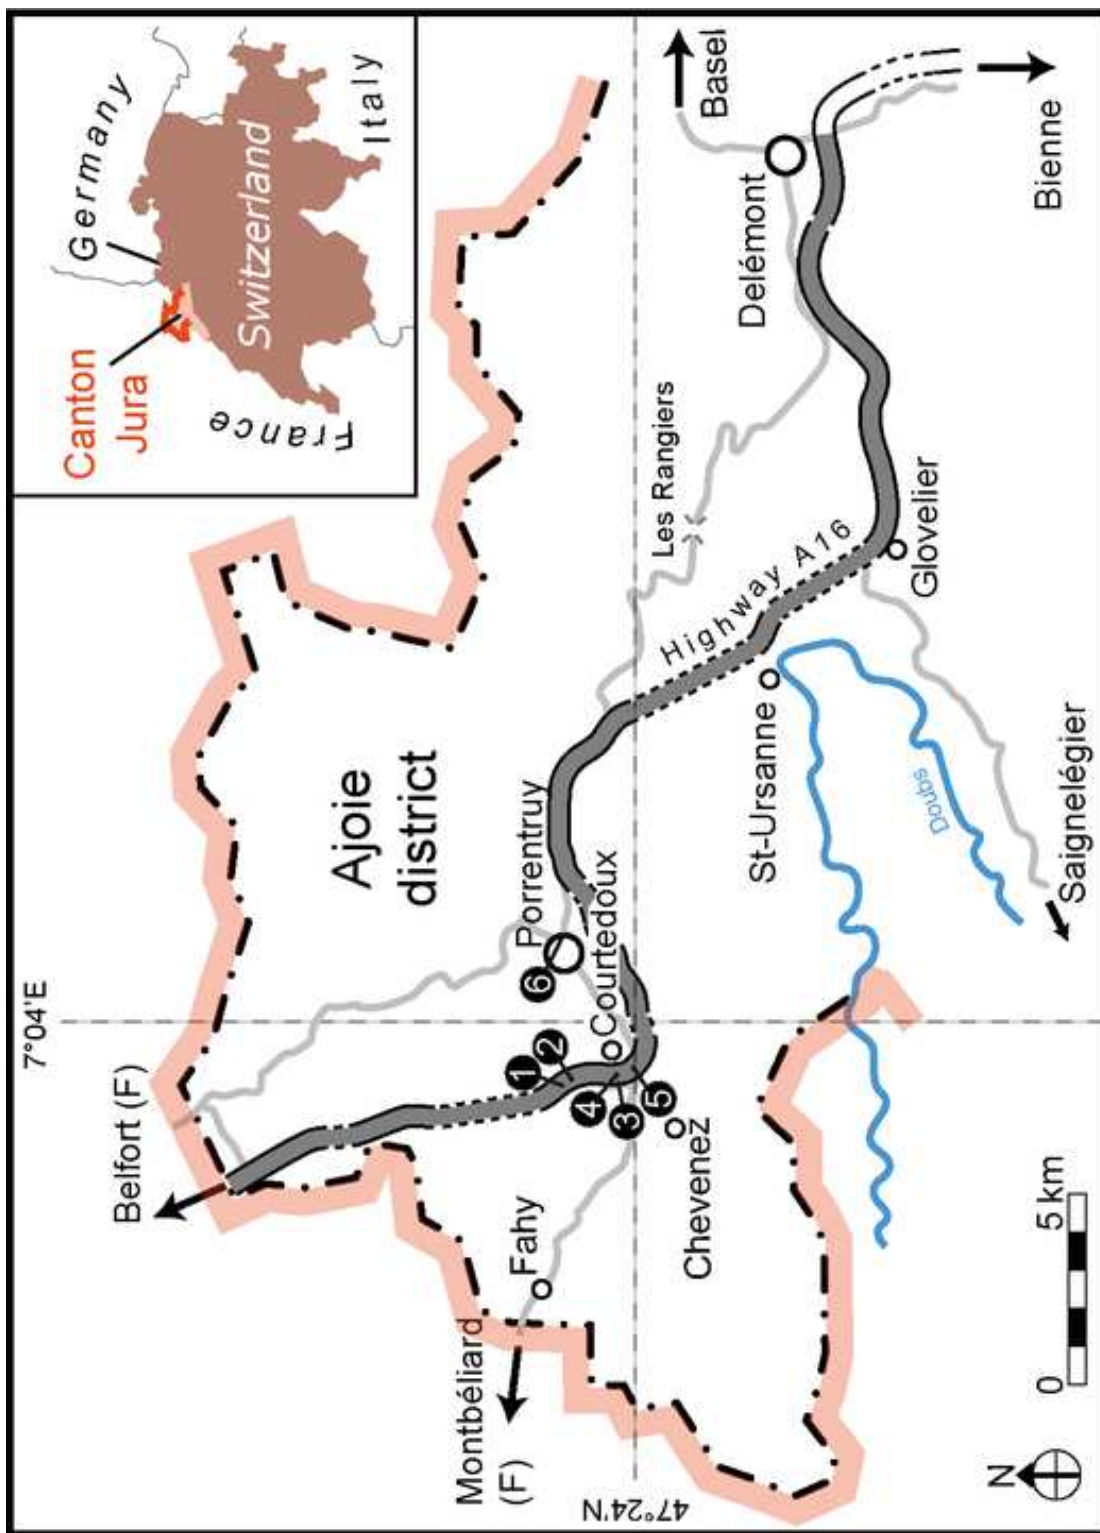 Canton
Jura
Germany
Switzerland
France
Italy
7°04'E
Belfort (F)
Montbéliard
(F)
Fahy
Ajoie
district
Porrentruy
Courtedoux
Chevenez
1
2
3
4
5
6
47°24'N
Les Rangiers
Highway A16
St-Ursanne
Doubs
Glovelier
Saignelégier
Delémont
Basel
Bienne
N
0
5 km